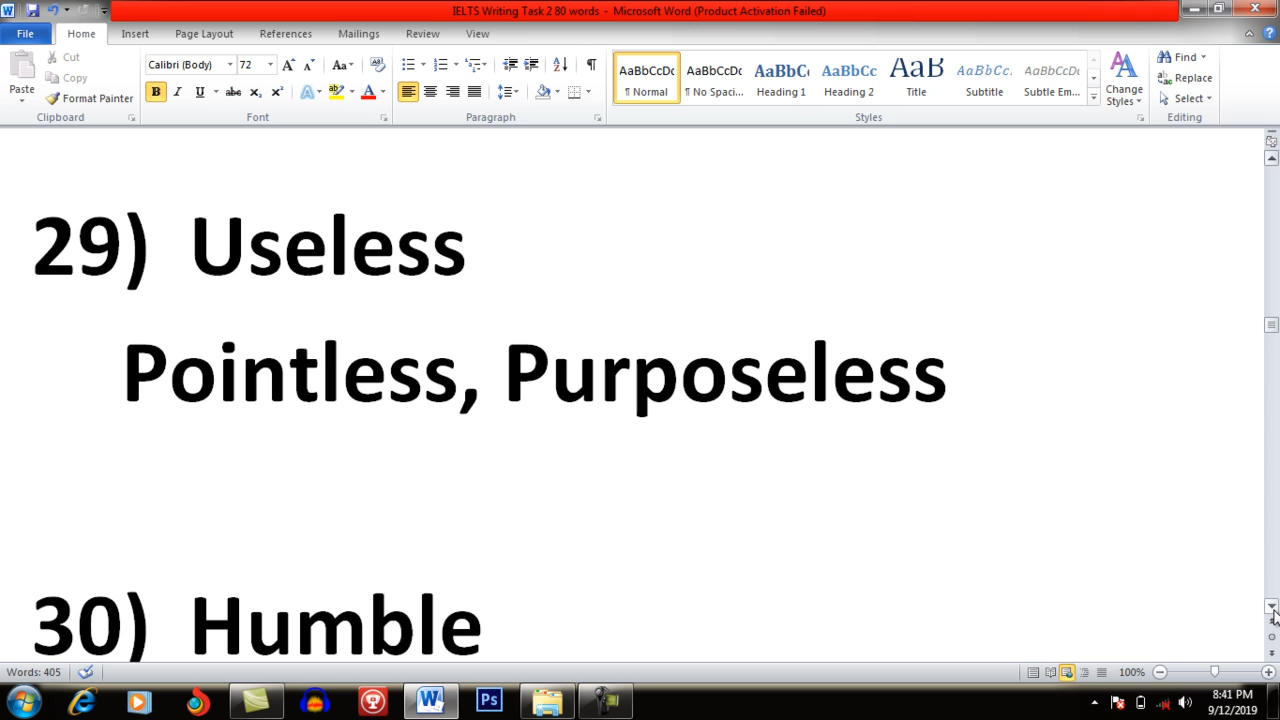 IELTS Writing Task 2 80 words - Microsoft Word (Product Activation Failed)
File Home Insert Page Layout References Mailings Review View
Paste
Cut
Copy
Format Painter
Clipboard
Calibri (Body) 72
Font
Paragraph
AaBbCcDc AaBbCcDc AaBbCc AaBbCc AaB AaBbCc AaBbCcDc
¶ Normal ¶ No Spaci... Heading 1 Heading 2 Title Subtitle Subtle Em...
Change Styles
Styles
Find
Replace
Select
Editing
29) Useless
Pointless, Purposeless
30) Humble
Words: 405
100%
8:41 PM
9/12/2019